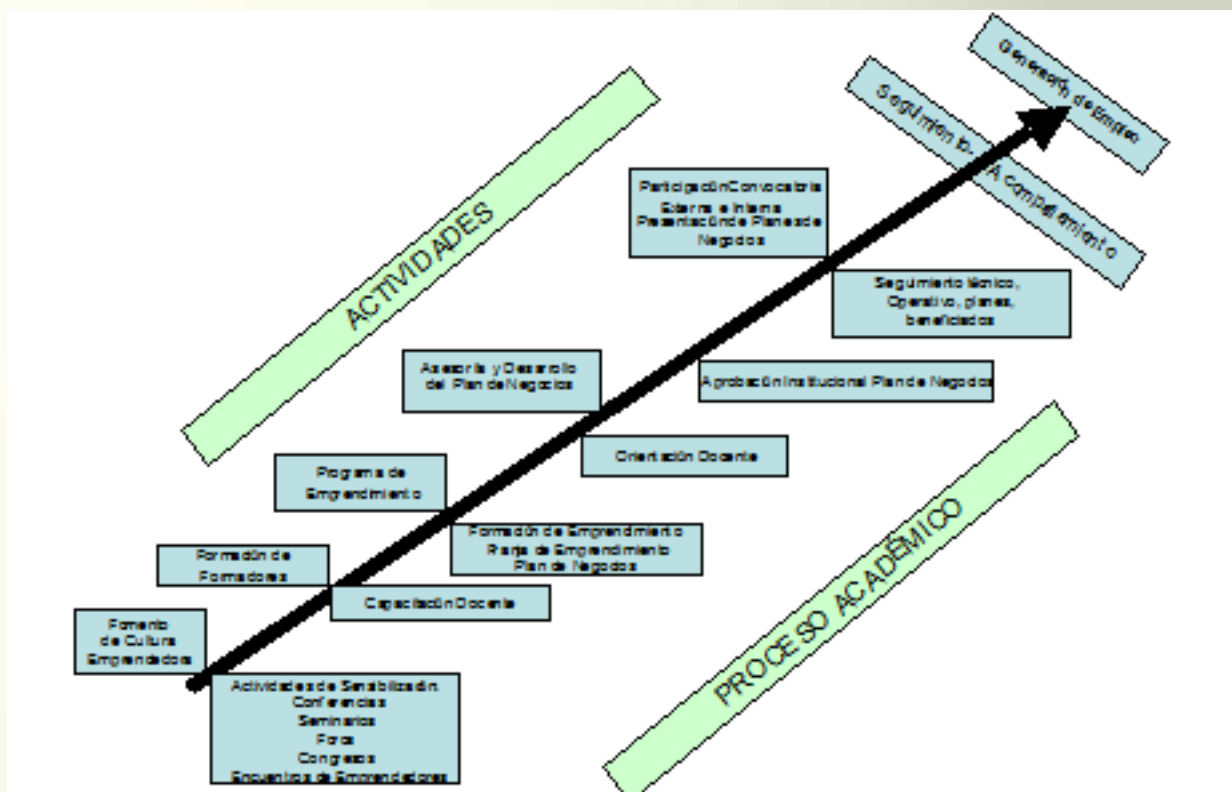 Generación de Empleo
Seguimiento- Acompañamiento
ACTIVIDADES
Participación Convocatoria
Externa e Interna
Presentación de Planes de
Negocios
Seguimiento técnico,
Operativo, planes,
beneficiados
Asesoría y Desarrollo
del Plan de Negocios
Aprobación Institucional Plan de Negocios
Orientación Docente
Programa de
Emprendimiento
Formación de Emprendimiento
Franja de Emprendimiento
Plan de Negocios
Formación de
Formadores
Capacitación Docente
PROCESO ACADÉMICO
Fomento
de Cultura
Emprendedora
Actividades de Sensibilización
Conferencias
Seminarios
Foros
Congresos
Encuentros de Emprendedores